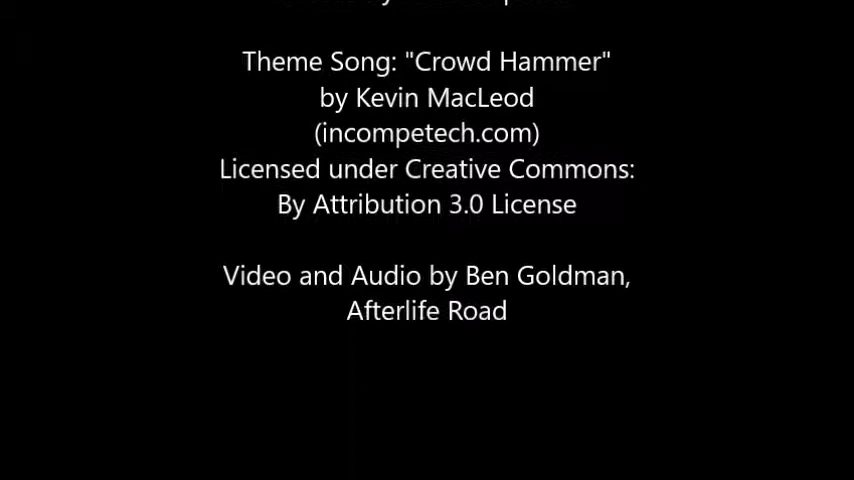 Theme Song: "Crowd Hammer"
by Kevin MacLeod
(incompetech.com)
Licensed under Creative Commons:
By Attribution 3.0 License
Video and Audio by Ben Goldman,
Afterlife Road